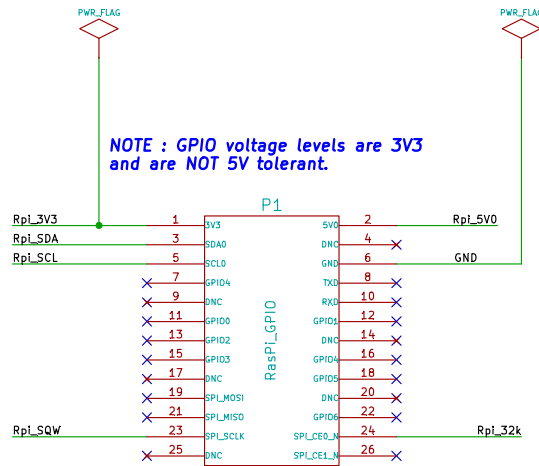 PWR_FLAG
PWR_FLAG
NOTE : GPIO voltage levels are 3V3
and are NOT 5V tolerant.
P1
Rpi_3V3 1 3V3 5V0 2 Rpi_5V0
Rpi_SDA 3 SDA0 DNC 4
Rpi_SCL 5 SCL0 GND 6 GND
7 GPIO4 TXD 8
9 DNC RXD 10
11 GPIO0 GPIO1 12
13 GPIO2 DNC 14
15 GPIO3 GPIO4 16
17 DNC GPIO5 18
19 SPI_MOSI DNC 20
21 SPI_MISO GPIO6 22
Rpi_SQW 23 SPI_SCLK SPI_CE0_N 24 Rpi_32k
25 DNC SPI_CE1_N 26
RasPi_GPIO